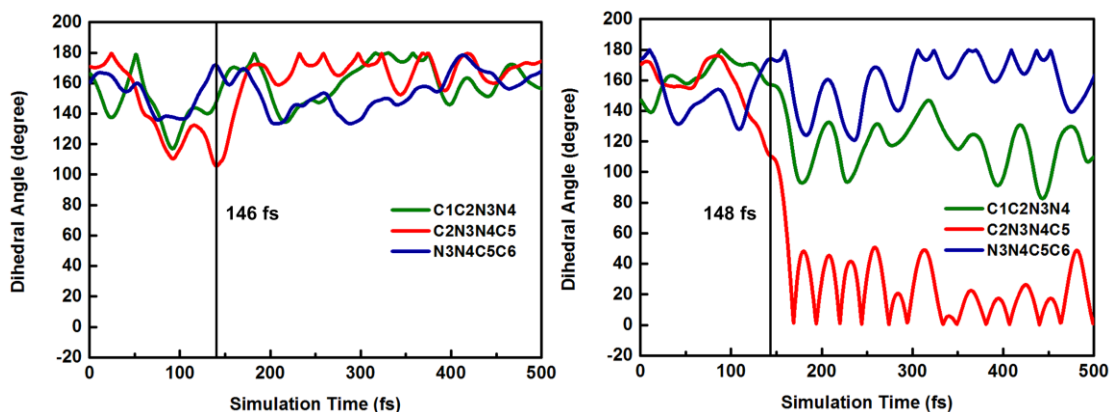 200
180
160
140
120
100
80
60
40
20
0
-20
Dihedral Angle (degree)
146 fs
C1C2N3N4
C2N3N4C5
N3N4C5C6
0 100 200 300 400 500
Simulation Time (fs)
200
180
160
140
120
100
80
60
40
20
0
-20
Dihedral Angle (degree)
148 fs
C1C2N3N4
C2N3N4C5
N3N4C5C6
0 100 200 300 400 500
Simulation Time (fs)